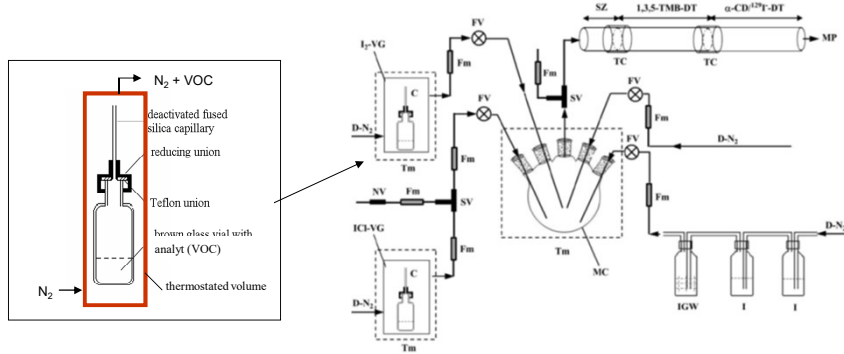 N₂ + VOC
deactivated fused
silica capillary
reducing union
Teflon union
brown glass vial with
analyt (VOC)
N₂
thermostated volume
I₂-VG
C
D-N₂
Tm
Fm
FV
NV
Fm
SV
Fm
FV
Fm
ICl-VG
C
D-N₂
Tm
SZ
1,3,5-TMB-DT
α-CD/¹²⁹I⁻-DT
MP
TC
TC
Fm
SV
FV
Fm
D-N₂
FV
Fm
Tm
MC
D-N₂
IGW
I
I